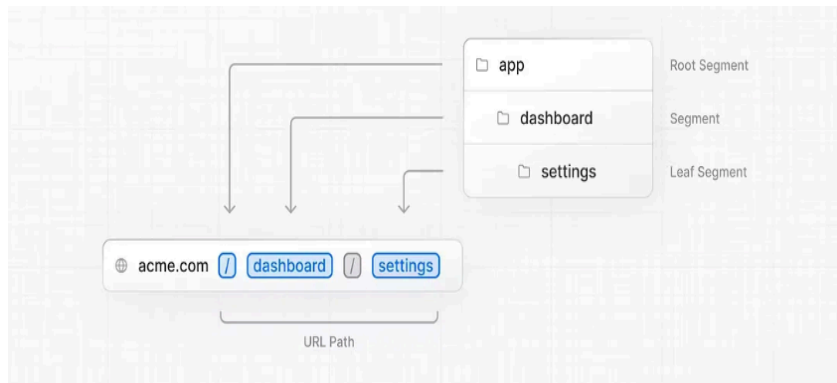 app Root Segment
dashboard Segment
settings Leaf Segment
acme.com / dashboard / settings
URL Path